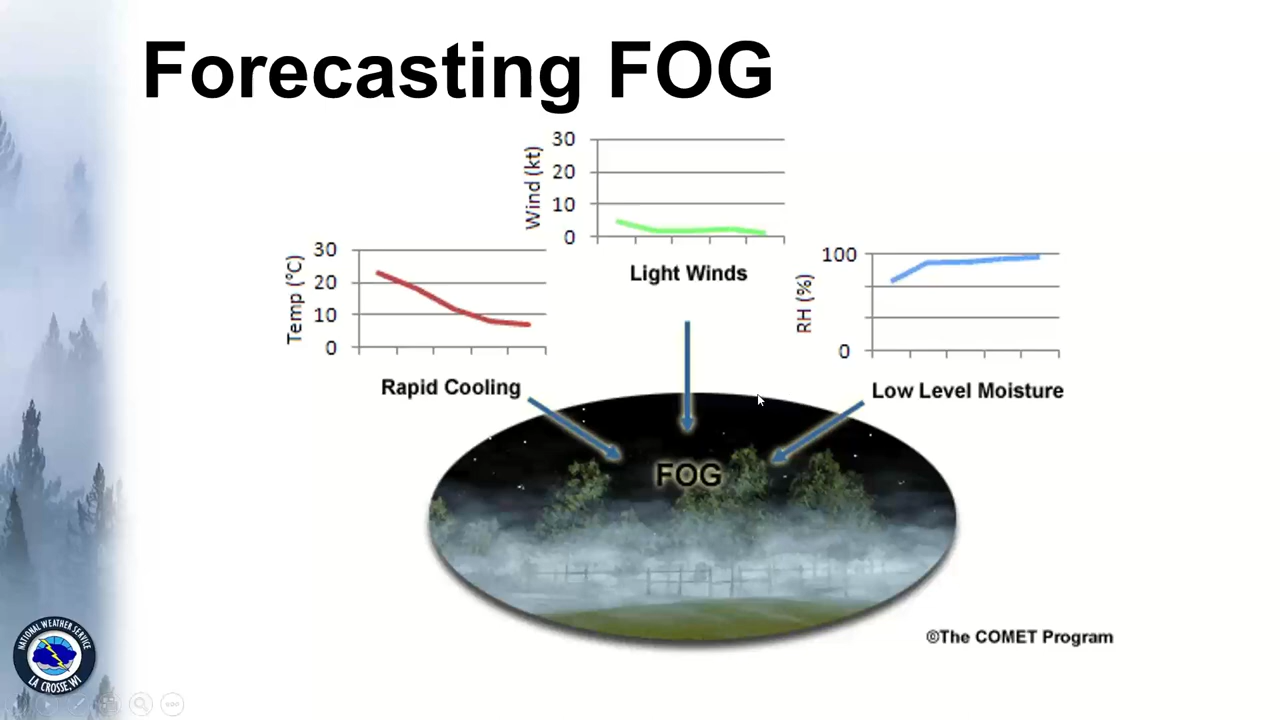 Forecasting FOG
Wind (kt)
30
20
10
0
Light Winds
Temp (°C)
30
20
10
0
Rapid Cooling
RH (%)
100
0
Low Level Moisture
FOG
©The COMET Program
NATIONAL WEATHER SERVICE
LA CROSSE, WI